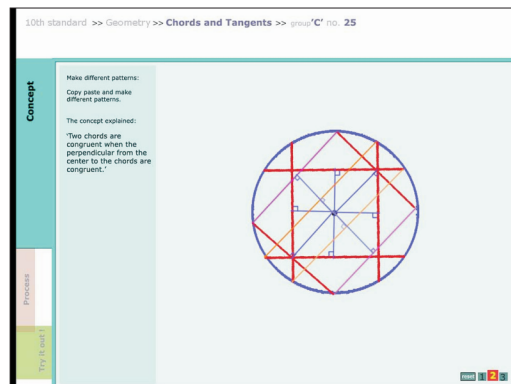 10th standard >> Geometry >> Chords and Tangents >> group 'C' no. 25
Concept
Make different patterns:
Copy paste and make
different patterns.
The concept explained:
'Two chords are
congruent when the
perpendicular from the
center to the chords are
congruent.'
Process
Try it out !
reset 1 2 3